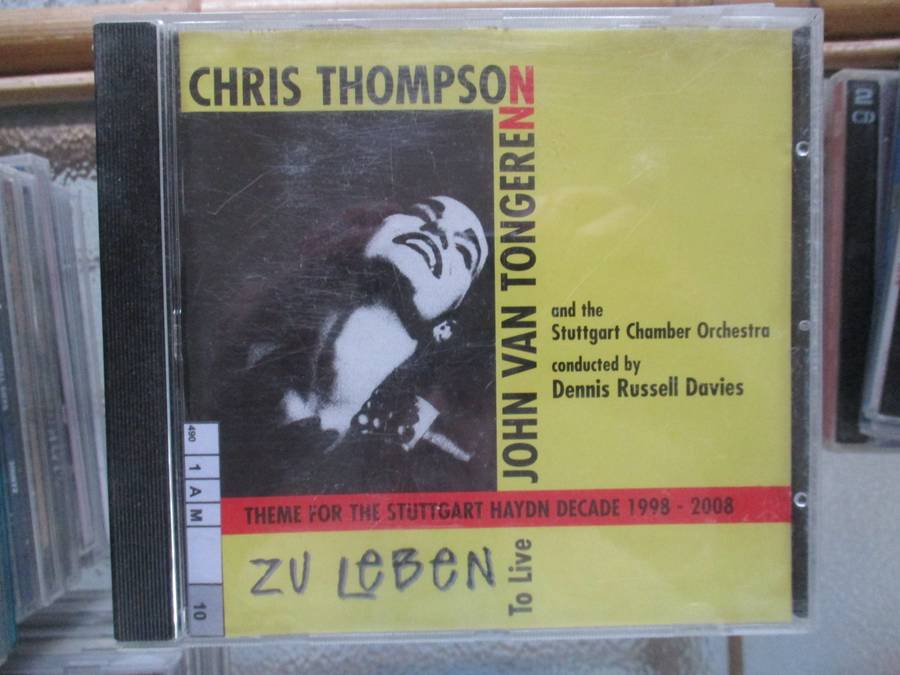 CHRIS THOMPSON
JOHN VAN TONGEREN
and the
Stuttgart Chamber Orchestra
conducted by
Dennis Russell Davies
THEME FOR THE STUTTGART HAYDN DECADE 1998 - 2008
ZU LEBEN
To Live
490
1
A
M
10
2